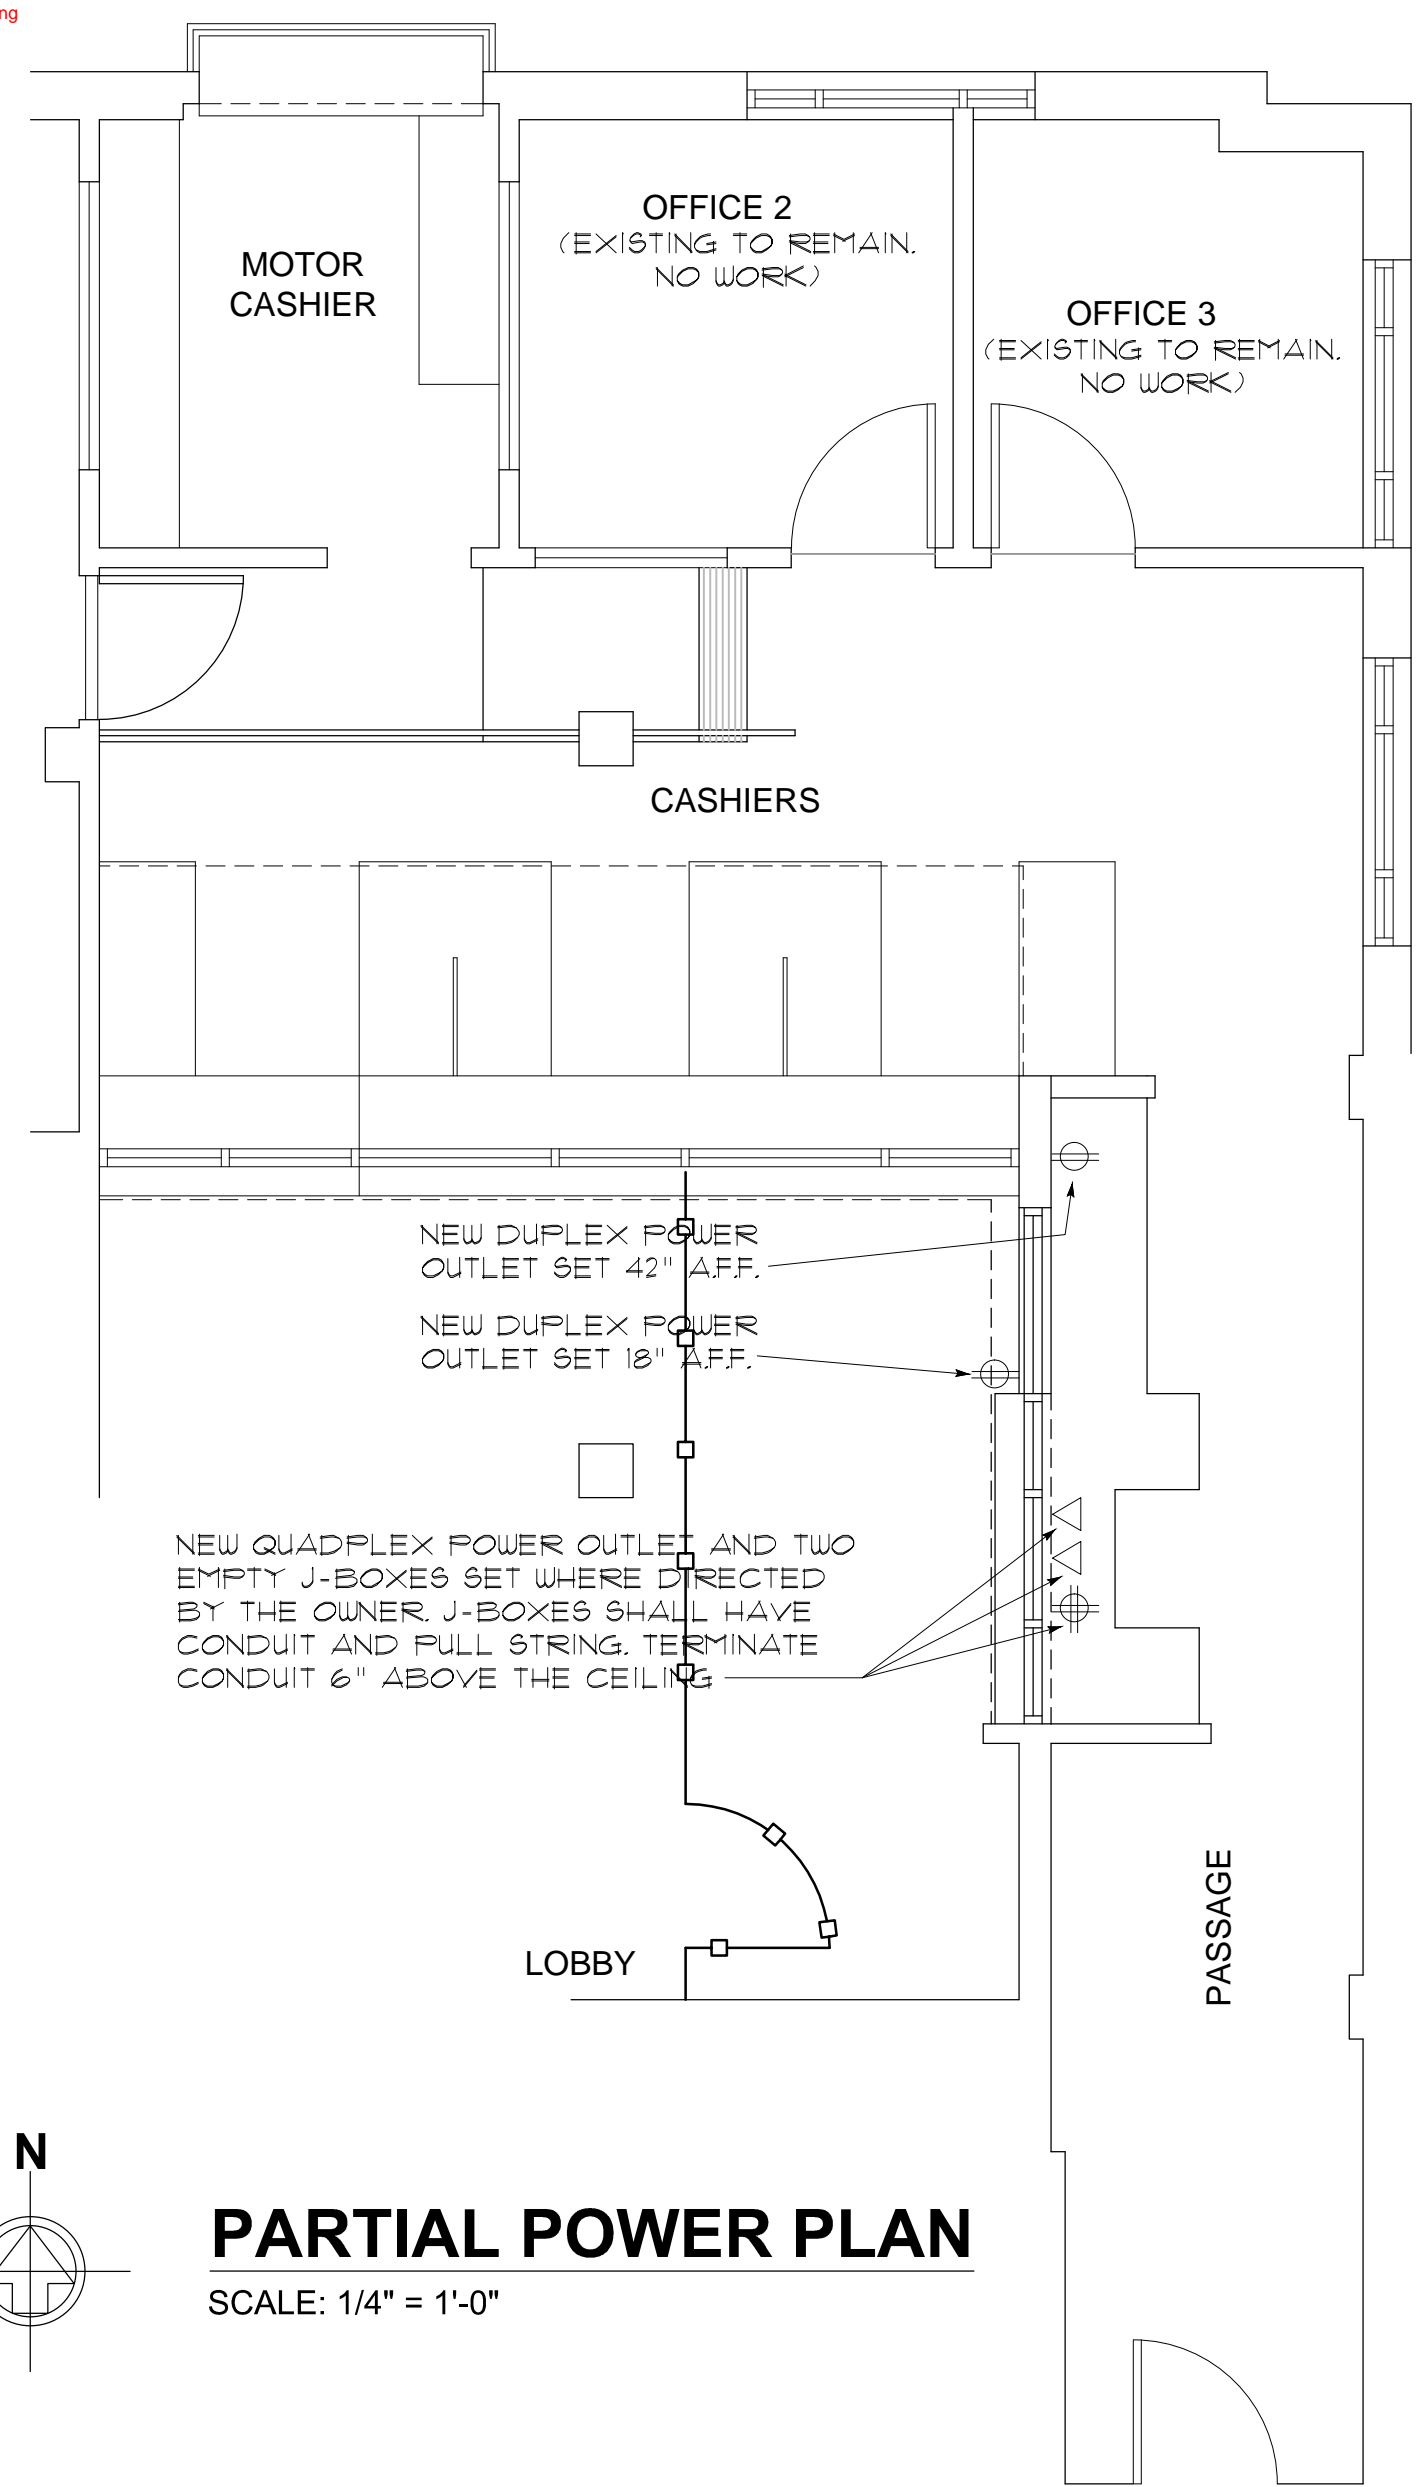 ng
OFFICE 2
(EXISTING TO REMAIN.
NO WORK)
MOTOR
CASHIER
OFFICE 3
(EXISTING TO REMAIN.
NO WORK)
CASHIERS
NEW DUPLEX POWER
OUTLET SET 42" A.F.F.
NEW DUPLEX POWER
OUTLET SET 18" A.F.F.
NEW QUADPLEX POWER OUTLET AND TWO
EMPTY J-BOXES SET WHERE DIRECTED
BY THE OWNER. J-BOXES SHALL HAVE
CONDUIT AND PULL STRING. TERMINATE
CONDUIT 6" ABOVE THE CEILING
PASSAGE
LOBBY
N
PARTIAL POWER PLAN
SCALE: 1/4" = 1'-0"